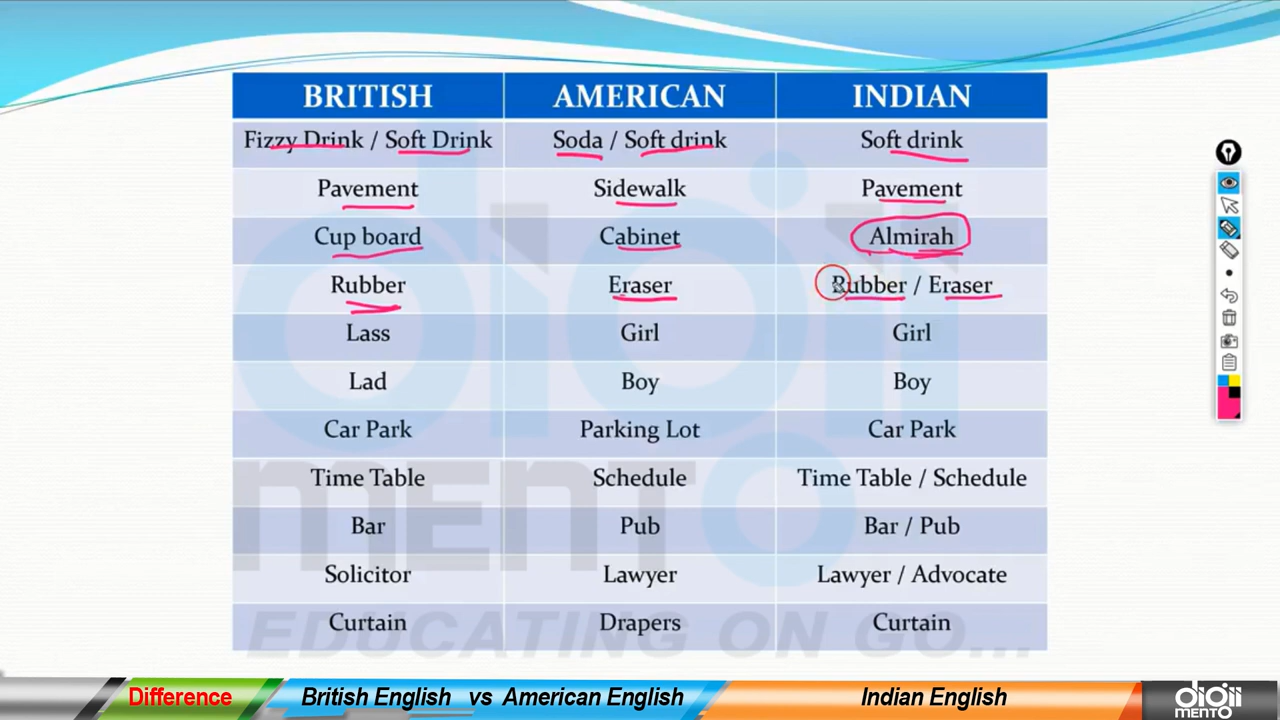 BRITISH AMERICAN INDIAN
Fizzy Drink / Soft Drink Soda / Soft drink Soft drink
Pavement Sidewalk Pavement
Cup board Cabinet Almirah
Rubber Eraser Rubber / Eraser
Lass Girl Girl
Lad Boy Boy
Car Park Parking Lot Car Park
Time Table Schedule Time Table / Schedule
Bar Pub Bar / Pub
Solicitor Lawyer Lawyer / Advocate
Curtain Drapers Curtain
digii
MENTO
EDUCATING ON GO...
Difference British English vs American English Indian English
digii
MENTO